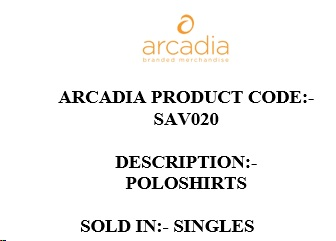 arcadia
branded merchandise
ARCADIA PRODUCT CODE:-
SAV020
DESCRIPTION:-
POLOSHIRTS
SOLD IN:- SINGLES